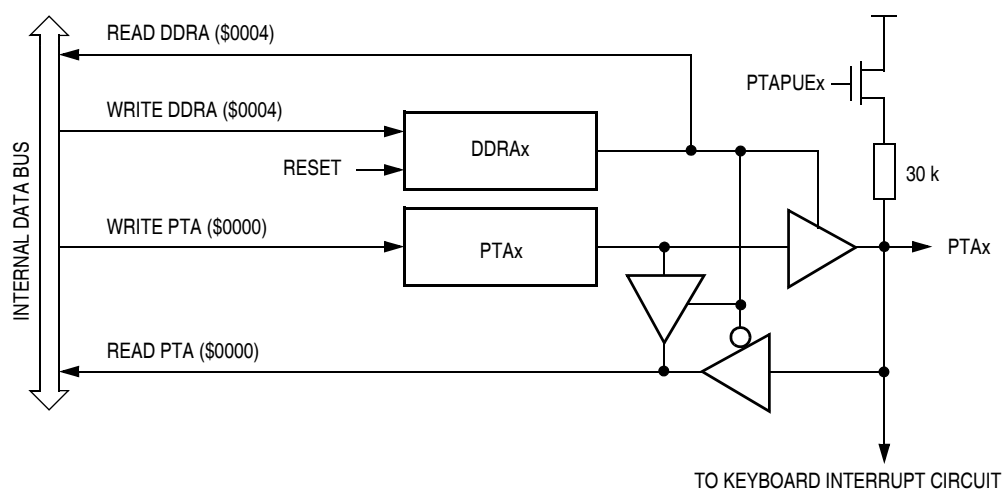 READ DDRA ($0004)
PTAPUEx
WRITE DDRA ($0004)
DDRAx
RESET
30 k
INTERNAL DATA BUS
WRITE PTA ($0000)
PTAx
PTAx
READ PTA ($0000)
TO KEYBOARD INTERRUPT CIRCUIT